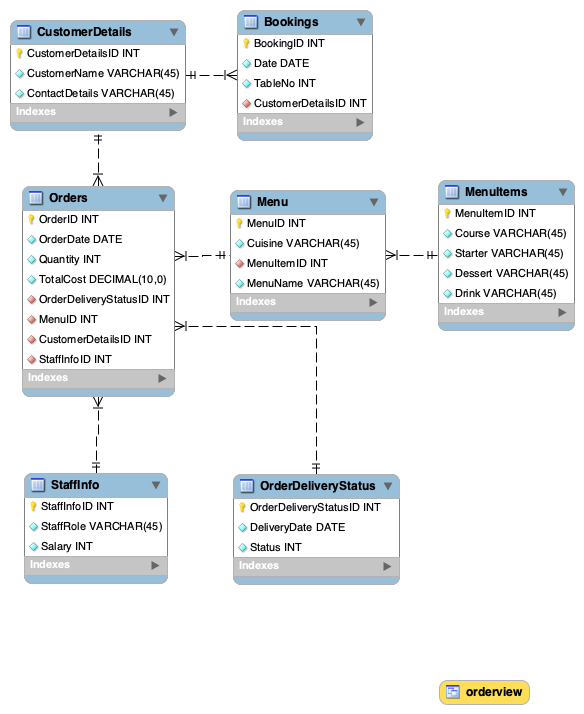 CustomerDetails
CustomerDetailsID INT
CustomerName VARCHAR(45)
ContactDetails VARCHAR(45)
Indexes
Bookings
BookingID INT
Date DATE
TableNo INT
CustomerDetailsID INT
Indexes
Orders
OrderID INT
OrderDate DATE
Quantity INT
TotalCost DECIMAL(10,0)
OrderDeliveryStatusID INT
MenuID INT
CustomerDetailsID INT
StaffInfoID INT
Indexes
Menu
MenuID INT
Cuisine VARCHAR(45)
MenuItemID INT
MenuName VARCHAR(45)
Indexes
MenuItems
MenuItemID INT
Course VARCHAR(45)
Starter VARCHAR(45)
Dessert VARCHAR(45)
Drink VARCHAR(45)
Indexes
StaffInfo
StaffInfoID INT
StaffRole VARCHAR(45)
Salary INT
Indexes
OrderDeliveryStatus
OrderDeliveryStatusID INT
DeliveryDate DATE
Status INT
Indexes
orderview